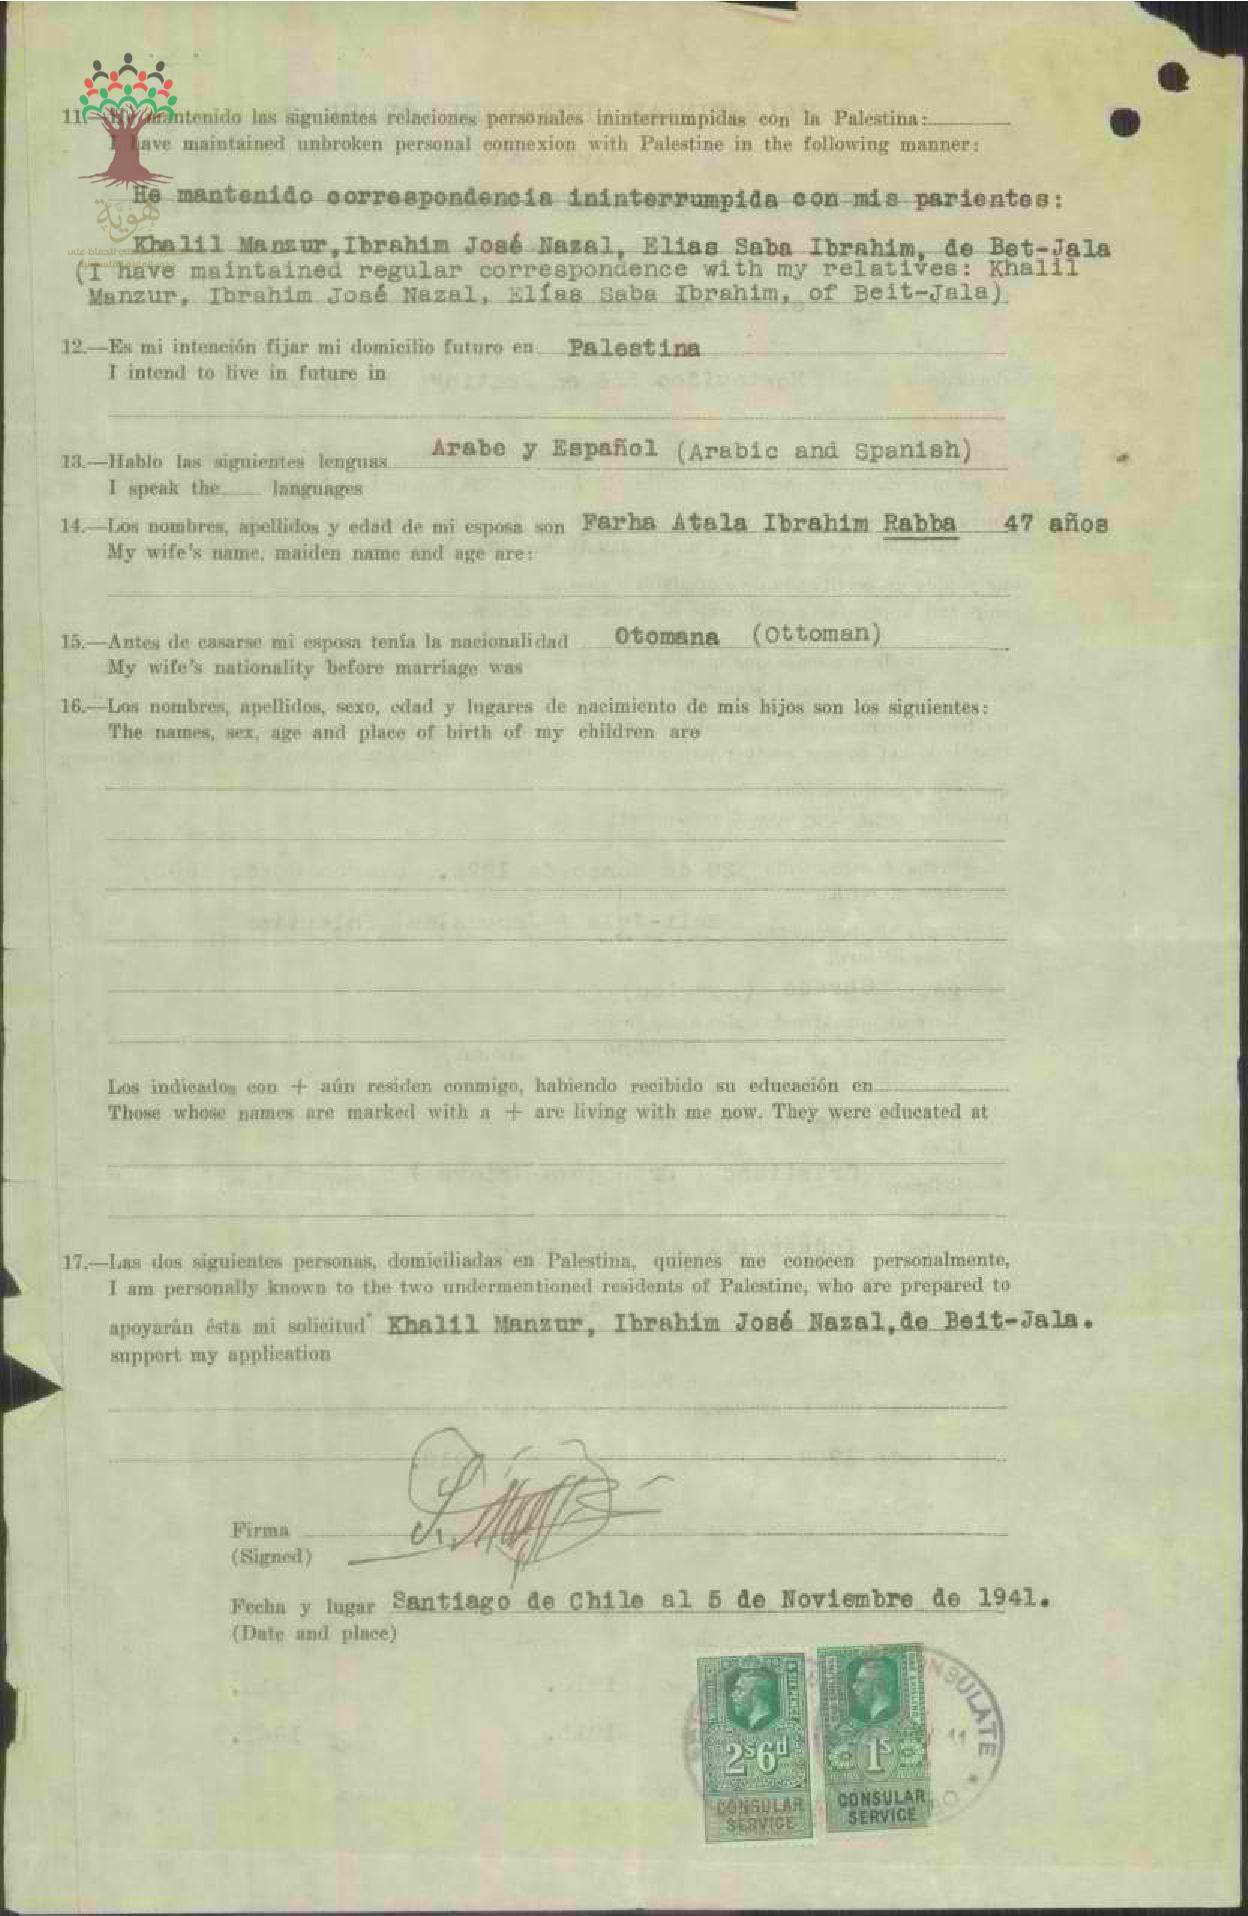 11.—He mantenido las siguientes relaciones personales ininterrumpidas con la Palestina:
I have maintained unbroken personal connexion with Palestine in the following manner:
He mantenido correspondencia ininterrumpida con mis parientes:
Khalil Manzur,Ibrahim José Nazal, Elias Saba Ibrahim, de Bet-Jala
(I have maintained regular correspondence with my relatives: Khalil
Manzur, Ibrahim José Nazal, Elías Saba Ibrahim, of Beit-Jala)
هوية
12.—Es mi intención fijar mi domicilio futuro en Palestina
I intend to live in future in
13.—Hablo las siguientes lenguas Arabe y Español (Arabic and Spanish)
I speak the languages
14.—Los nombres, apellidos y edad de mi esposa son Farha Atala Ibrahim Rabba 47 años
My wife's name, maiden name and age are:
15.—Antes de casarse mi esposa tenía la nacionalidad Otomana (Ottoman)
My wife's nationality before marriage was
16.—Los nombres, apellidos, sexo, edad y lugares de nacimiento de mis hijos son los siguientes:
The names, sex, age and place of birth of my children are
Los indicados con + aún residen conmigo, habiendo recibido su educación en
Those whose names are marked with a + are living with me now. They were educated at
17.—Las dos siguientes personas, domiciliadas en Palestina, quienes me conocen personalmente,
I am personally known to the two undermentioned residents of Palestine, who are prepared to
apoyarán ésta mi solicitud Khalil Manzur, Ibrahim José Nazal,de Beit-Jala.
support my application
Firma
(Signed)
Fecha y lugar Santiago de Chile al 5 de Noviembre de 1941.
(Date and place)
2s6d
CONSULAR
SERVICE
1s
CONSULAR
SERVICE
CONSULATE